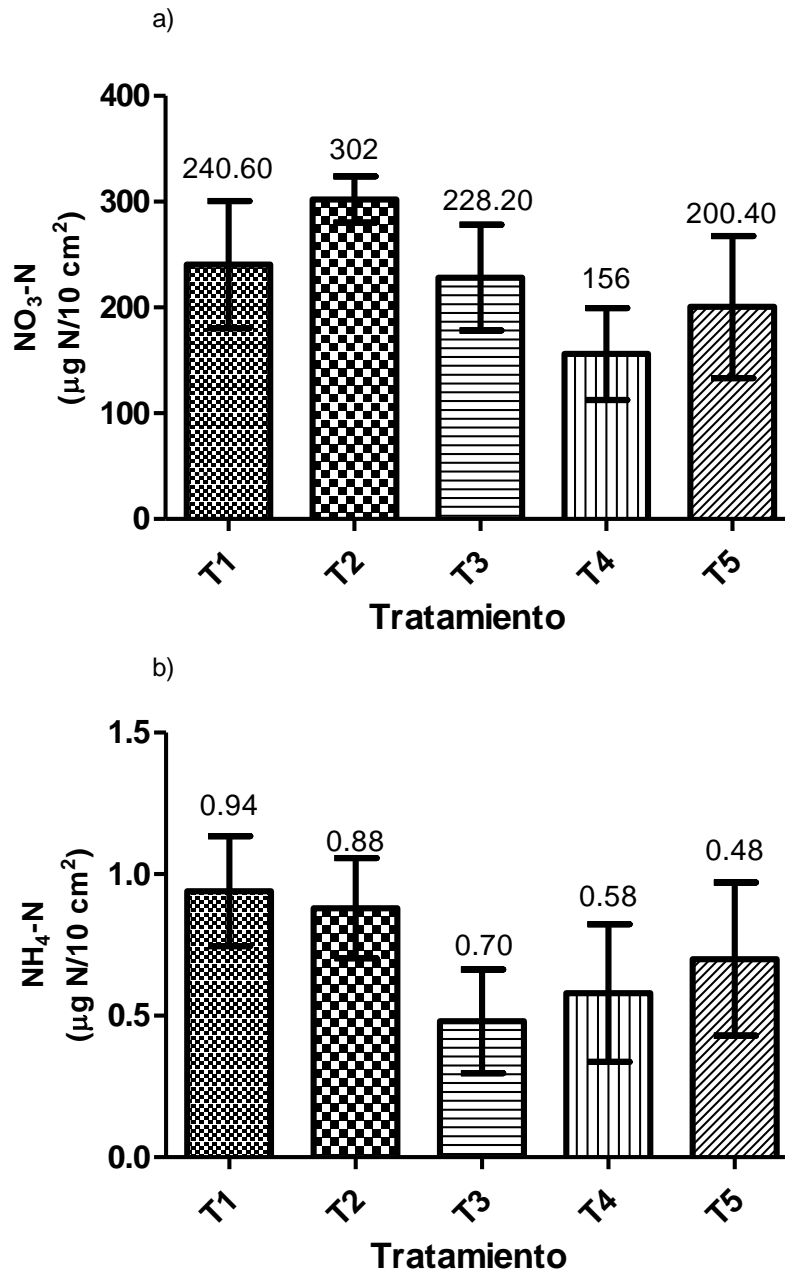 a)
400
300
200
100
0
NO₃-N
(µg N/10 cm²)
240.60
302
228.20
156
200.40
T1
T2
T3
T4
T5
Tratamiento
b)
1.5
1.0
0.5
0.0
NH₄-N
(µg N/10 cm²)
0.94
0.88
0.70
0.58
0.48
T1
T2
T3
T4
T5
Tratamiento